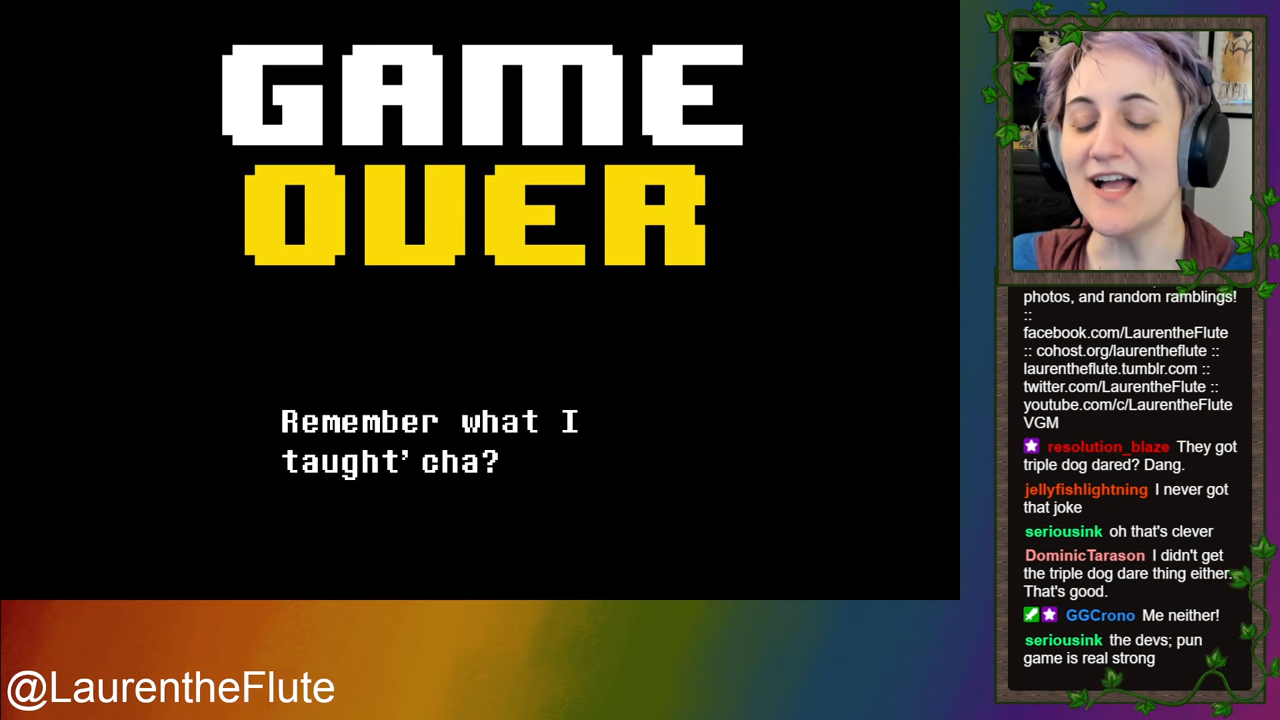 GAME
OVER
Remember what I
taught'cha?
photos, and random ramblings!
::
facebook.com/LaurentheFlute
:: cohost.org/laurentheflute ::
laurentheflute.tumblr.com ::
twitter.com/LaurentheFlute ::
youtube.com/c/LaurentheFlute
VGM
resolution_blaze They got
triple dog dared? Dang.
jellyfishlightning I never got
that joke
seriousink oh that's clever
DominicTarason I didn't get
the triple dog dare thing either.
That's good.
GGCrono Me neither!
seriousink the devs; pun
game is real strong
@LaurentheFlute